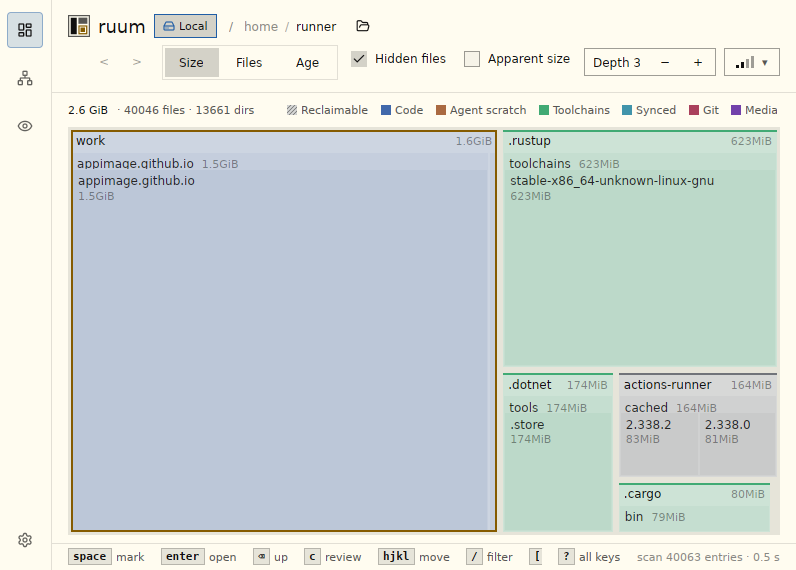 ruum Local / home / runner
< > Size Files Age Hidden files Apparent size Depth 3 − + ▾
2.6 GiB · 40046 files · 13661 dirs Reclaimable Code Agent scratch Toolchains Synced Git Media
work 1.6GiB
appimage.github.io 1.5GiB
appimage.github.io
1.5GiB
.rustup 623MiB
toolchains 623MiB
stable-x86_64-unknown-linux-gnu
623MiB
.dotnet 174MiB
tools 174MiB
.store
174MiB
actions-runner 164MiB
cached 164MiB
2.338.2
83MiB
2.338.0
81MiB
.cargo 80MiB
bin 79MiB
space mark enter open ⌫ up c review hjkl move / filter [ ? all keys scan 40063 entries · 0.5 s